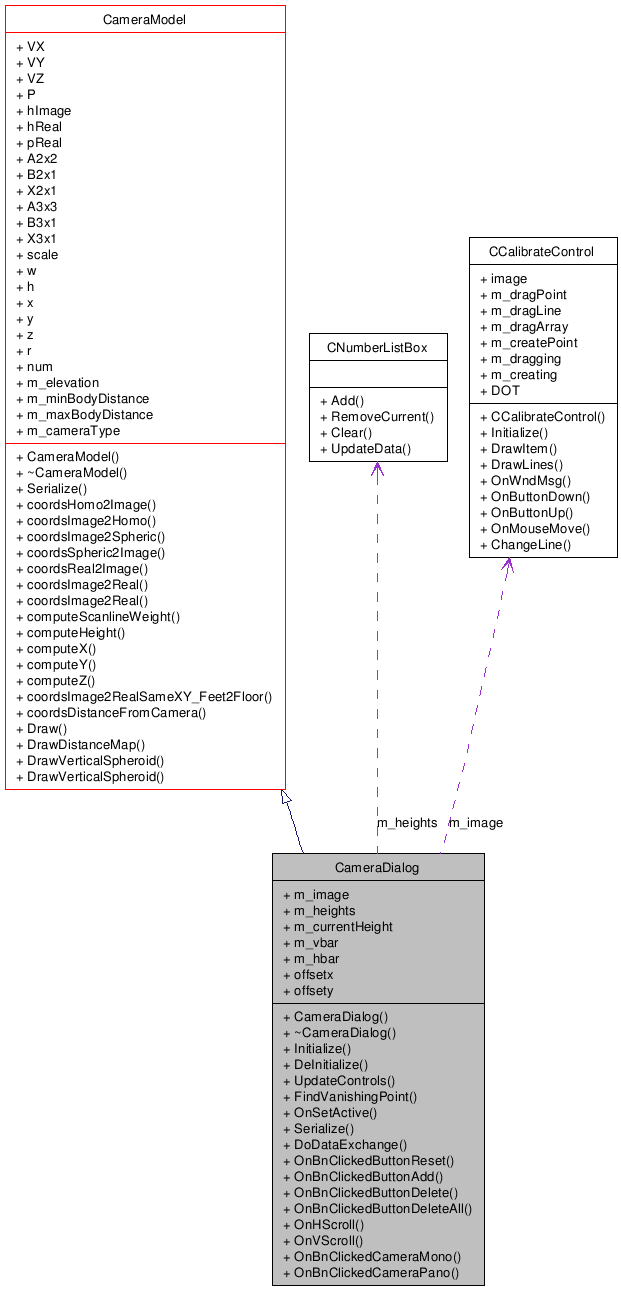 CameraModel
+ VX
+ VY
+ VZ
+ P
+ hImage
+ hReal
+ pReal
+ A2x2
+ B2x1
+ X2x1
+ A3x3
+ B3x1
+ X3x1
+ scale
+ w
+ h
+ x
+ y
+ z
+ r
+ num
+ m_elevation
+ m_minBodyDistance
+ m_maxBodyDistance
+ m_cameraType
+ CameraModel()
+ ~CameraModel()
+ Serialize()
+ coordsHomo2Image()
+ coordsImage2Homo()
+ coordsImage2Spheric()
+ coordsSpheric2Image()
+ coordsReal2Image()
+ coordsImage2Real()
+ coordsImage2Real()
+ computeScanlineWeight()
+ computeHeight()
+ computeX()
+ computeY()
+ computeZ()
+ coordsImage2RealSameXY_Feet2Floor()
+ coordsDistanceFromCamera()
+ Draw()
+ DrawDistanceMap()
+ DrawVerticalSpheroid()
+ DrawVerticalSpheroid()
CNumberListBox
+ Add()
+ RemoveCurrent()
+ Clear()
+ UpdateData()
CCalibrateControl
+ image
+ m_dragPoint
+ m_dragLine
+ m_dragArray
+ m_createPoint
+ m_dragging
+ m_creating
+ DOT
+ CCalibrateControl()
+ Initialize()
+ DrawItem()
+ DrawLines()
+ OnWndMsg()
+ OnButtonDown()
+ OnButtonUp()
+ OnMouseMove()
+ ChangeLine()
m_heights
m_image
CameraDialog
+ m_image
+ m_heights
+ m_currentHeight
+ m_vbar
+ m_hbar
+ offsetx
+ offsety
+ CameraDialog()
+ ~CameraDialog()
+ Initialize()
+ DeInitialize()
+ UpdateControls()
+ FindVanishingPoint()
+ OnSetActive()
+ Serialize()
+ DoDataExchange()
+ OnBnClickedButtonReset()
+ OnBnClickedButtonAdd()
+ OnBnClickedButtonDelete()
+ OnBnClickedButtonDeleteAll()
+ OnHScroll()
+ OnVScroll()
+ OnBnClickedCameraMono()
+ OnBnClickedCameraPano()